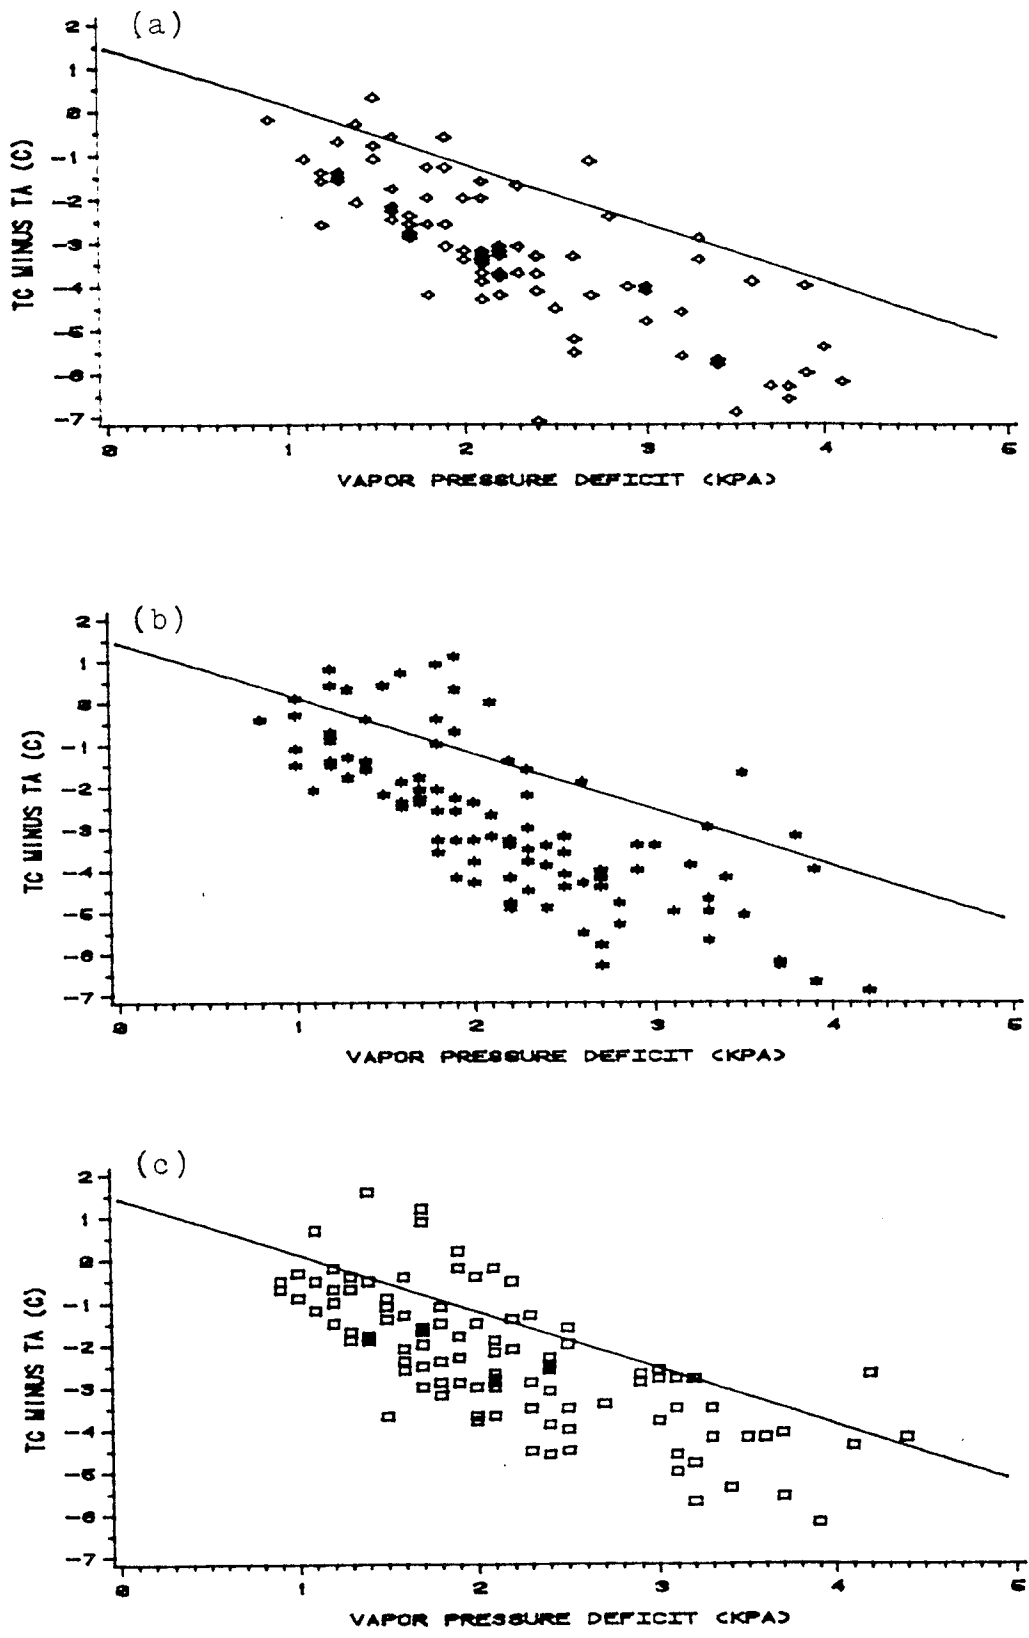 (a)
2
1
0
-1
-2
-3
-4
-5
-6
-7
TC MINUS TA (C)
0 1 2 3 4 5
VAPOR PRESSURE DEFICIT (KPA)
(b)
2
1
0
-1
-2
-3
-4
-5
-6
-7
TC MINUS TA (C)
0 1 2 3 4 5
VAPOR PRESSURE DEFICIT (KPA)
(c)
2
1
0
-1
-2
-3
-4
-5
-6
-7
TC MINUS TA (C)
0 1 2 3 4 5
VAPOR PRESSURE DEFICIT (KPA)